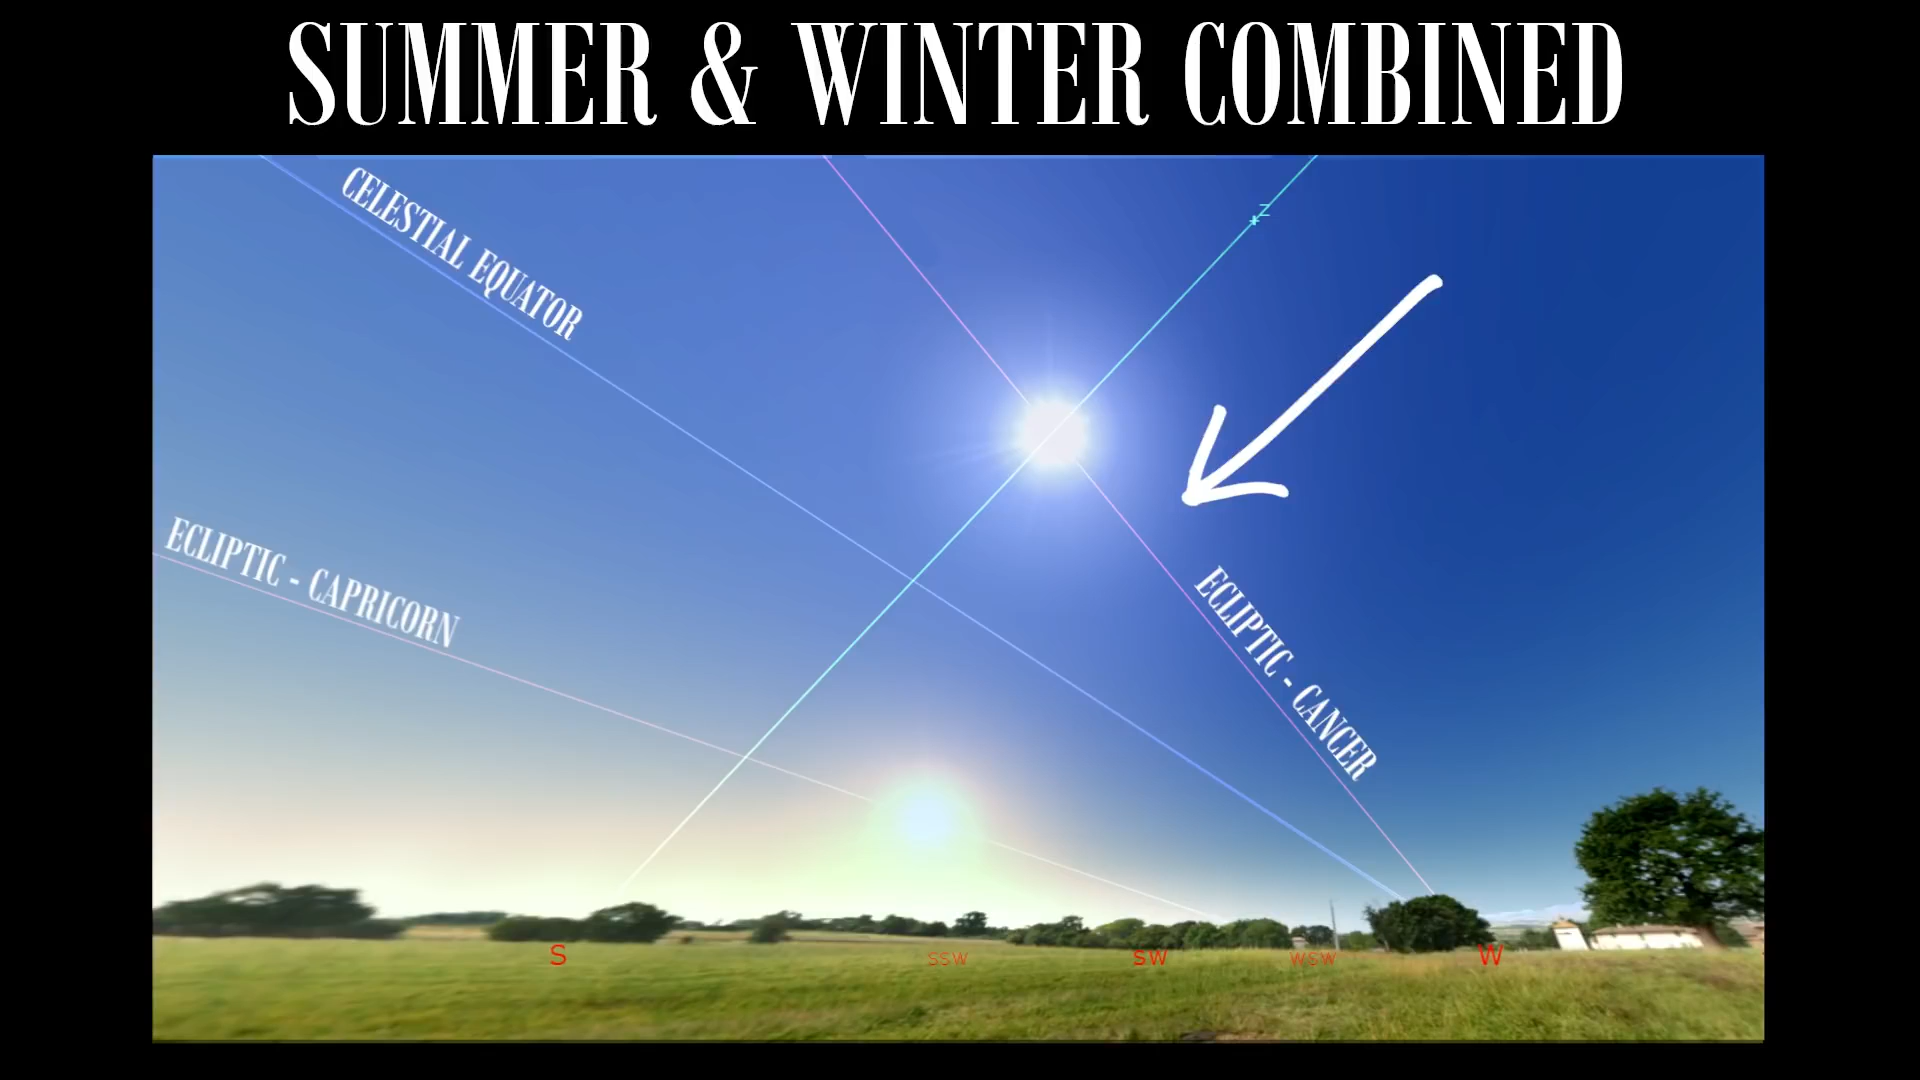 SUMMER & WINTER COMBINED
CELESTIAL EQUATOR
Z
ECLIPTIC - CAPRICORN
ECLIPTIC - CANCER
S
SSW
SW
WSW
W